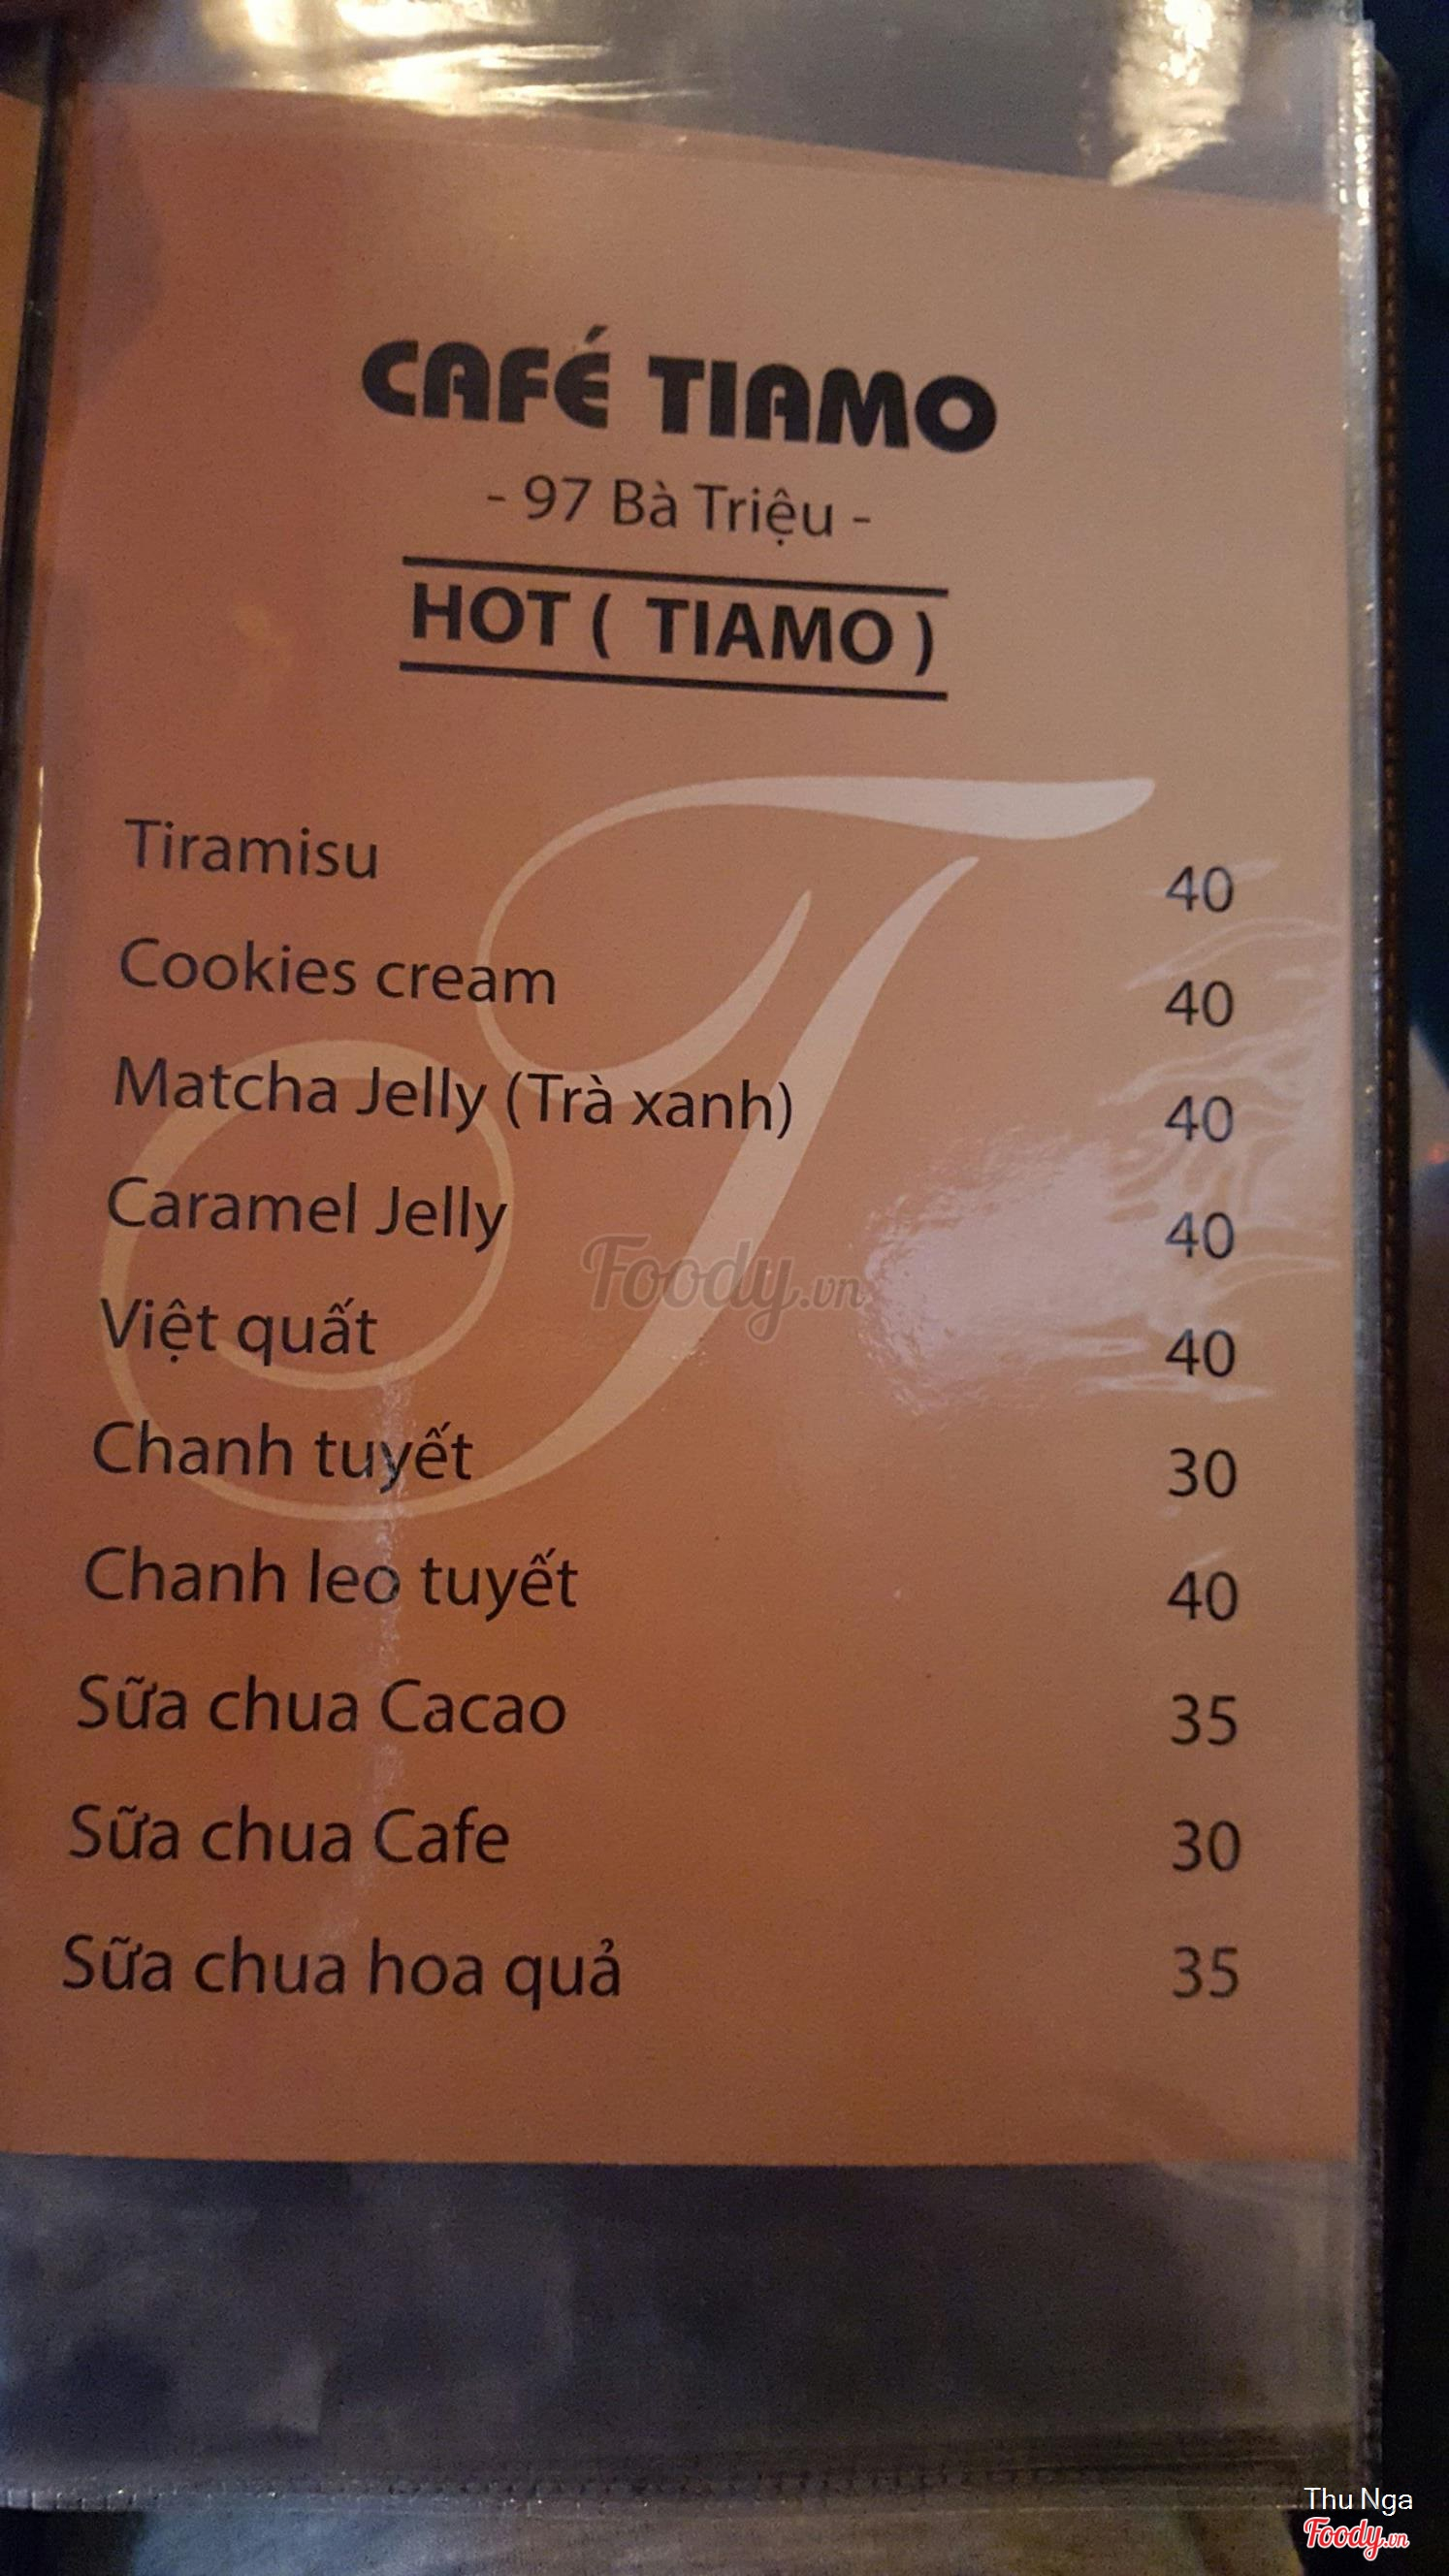 CAFÉ TIAMO
- 97 Bà Triệu -
HOT ( TIAMO )
Tiramisu 40
Cookies cream 40
Matcha Jelly (Trà xanh) 40
Caramel Jelly 40
Việt quất 40
Chanh tuyết 30
Chanh leo tuyết 40
Sữa chua Cacao 35
Sữa chua Cafe 30
Sữa chua hoa quả 35
Foody.vn
Thu Nga
Foody.vn